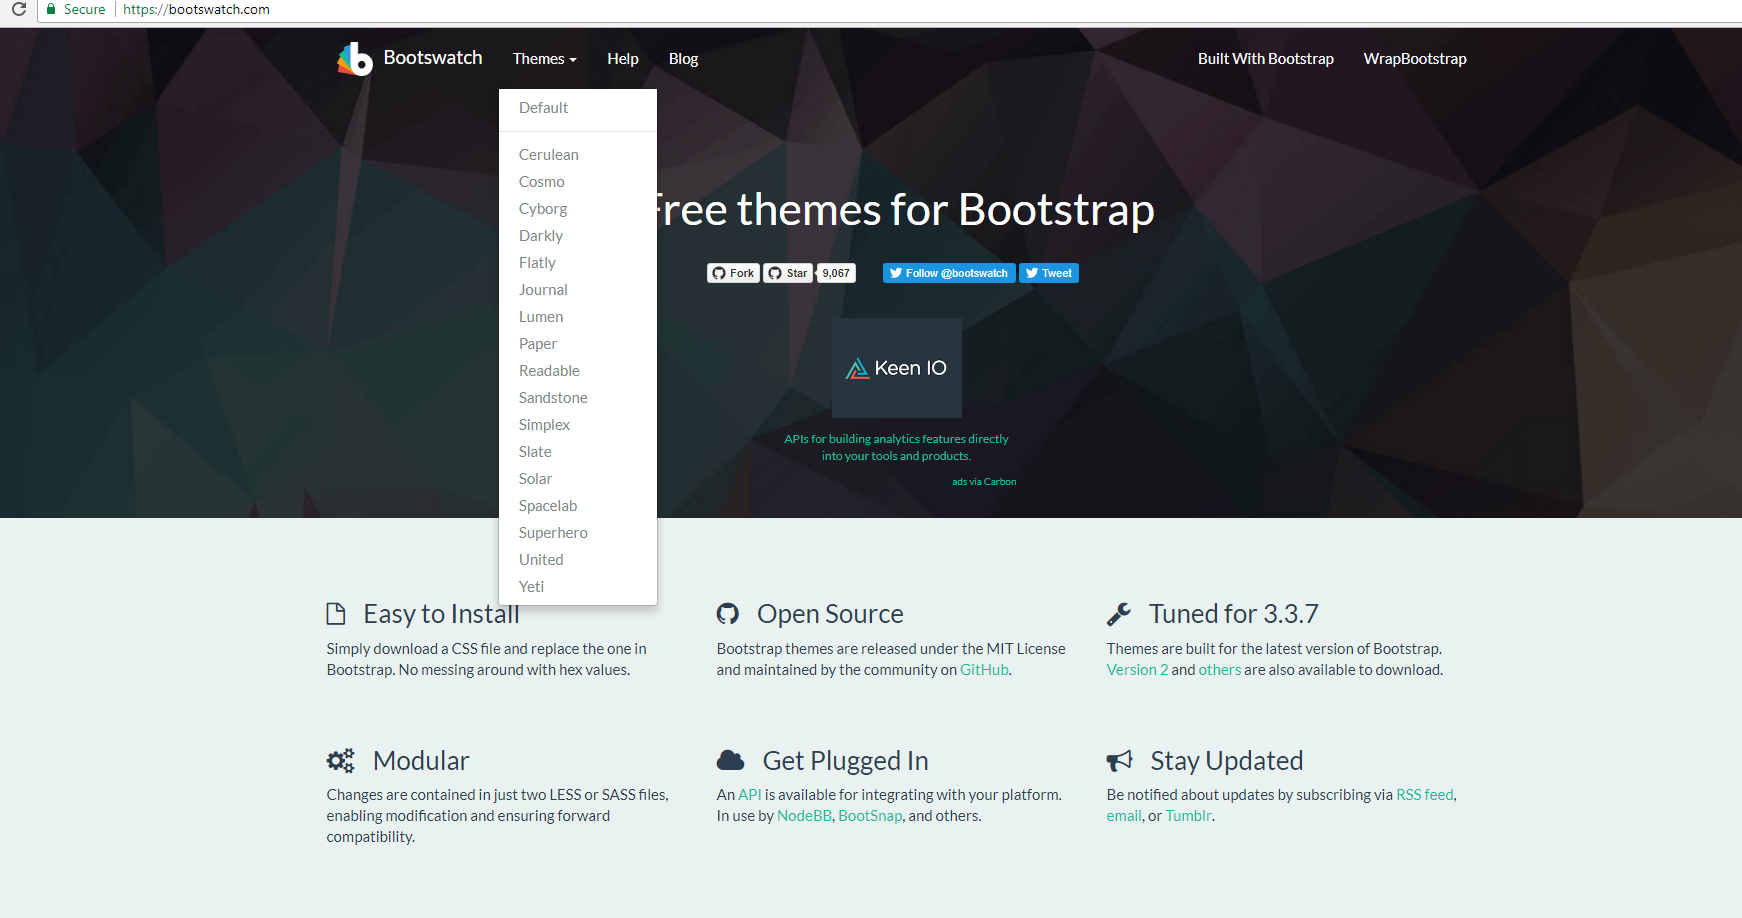 Secure
https://bootswatch.com
Bootswatch Themes Help Blog Built With Bootstrap WrapBootstrap
Default
Cerulean
Cosmo
Cyborg
Darkly
Flatly
Journal
Lumen
Paper
Readable
Sandstone
Simplex
Slate
Solar
Spacelab
Superhero
United
Yeti
Free themes for Bootstrap
Fork Star 9,067 Follow @bootswatch Tweet
Keen IO
APIs for building analytics features directly
into your tools and products.
ads via Carbon
Easy to Install
Simply download a CSS file and replace the one in
Bootstrap. No messing around with hex values.
Open Source
Bootstrap themes are released under the MIT License
and maintained by the community on GitHub.
Tuned for 3.3.7
Themes are built for the latest version of Bootstrap.
Version 2 and others are also available to download.
Modular
Changes are contained in just two LESS or SASS files,
enabling modification and ensuring forward
compatibility.
Get Plugged In
An API is available for integrating with your platform.
In use by NodeBB, BootSnap, and others.
Stay Updated
Be notified about updates by subscribing via RSS feed,
email, or Tumblr.